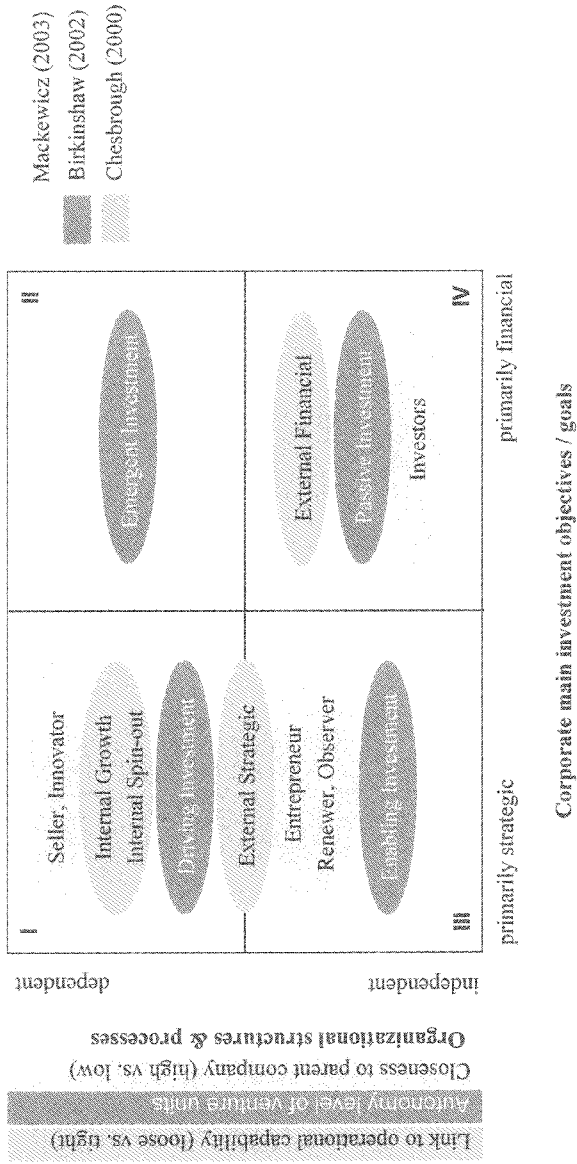 Mackewicz (2003)
Birkinshaw (2002)
Chesbrough (2000)
Link to operational capability (loose vs. tight)
Autonomy level of venture units
Closeness to parent company (high vs. low)
Organizational structures & processes
dependent
independent
I
Seller, Innovator
Internal Growth
Internal Spin-out
Driving Investment
External Strategic
Entrepreneur
Renewer, Observer
Enabling Investment
III
II
Emergent Investment
External Financial
Passive Investment
Investors
IV
primarily strategic
primarily financial
Corporate main investment objectives / goals